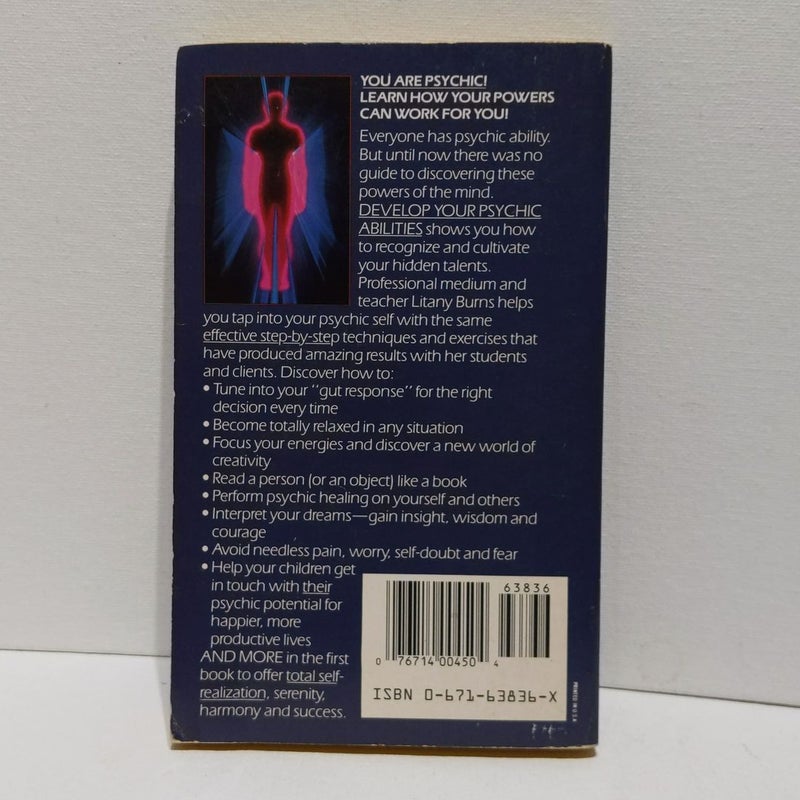 YOU ARE PSYCHIC!
LEARN HOW YOUR POWERS
CAN WORK FOR YOU!
Everyone has psychic ability.
But until now there was no
guide to discovering these
powers of the mind.
DEVELOP YOUR PSYCHIC
ABILITIES shows you how
to recognize and cultivate
your hidden talents.
Professional medium and
teacher Litany Burns helps
you tap into your psychic self with the same
effective step-by-step techniques and exercises that
have produced amazing results with her students
and clients. Discover how to:
• Tune into your "gut response" for the right
decision every time
• Become totally relaxed in any situation
• Focus your energies and discover a new world of
creativity
• Read a person (or an object) like a book
• Perform psychic healing on yourself and others
• Interpret your dreams—gain insight, wisdom and
courage
• Avoid needless pain, worry, self-doubt and fear
• Help your children get
in touch with their
psychic potential for
happier, more
productive lives
AND MORE in the first
book to offer total self-
realization, serenity,
harmony and success.
63836
0 76714 00450 4
ISBN 0-671-63836-X
PRINTED IN U.S.A.